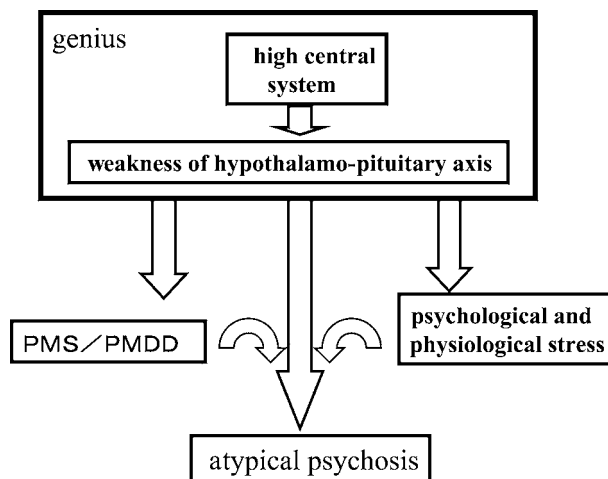 genius
high central
system
weakness of hypothalamo-pituitary axis
PMS／PMDD
psychological and
physiological stress
atypical psychosis